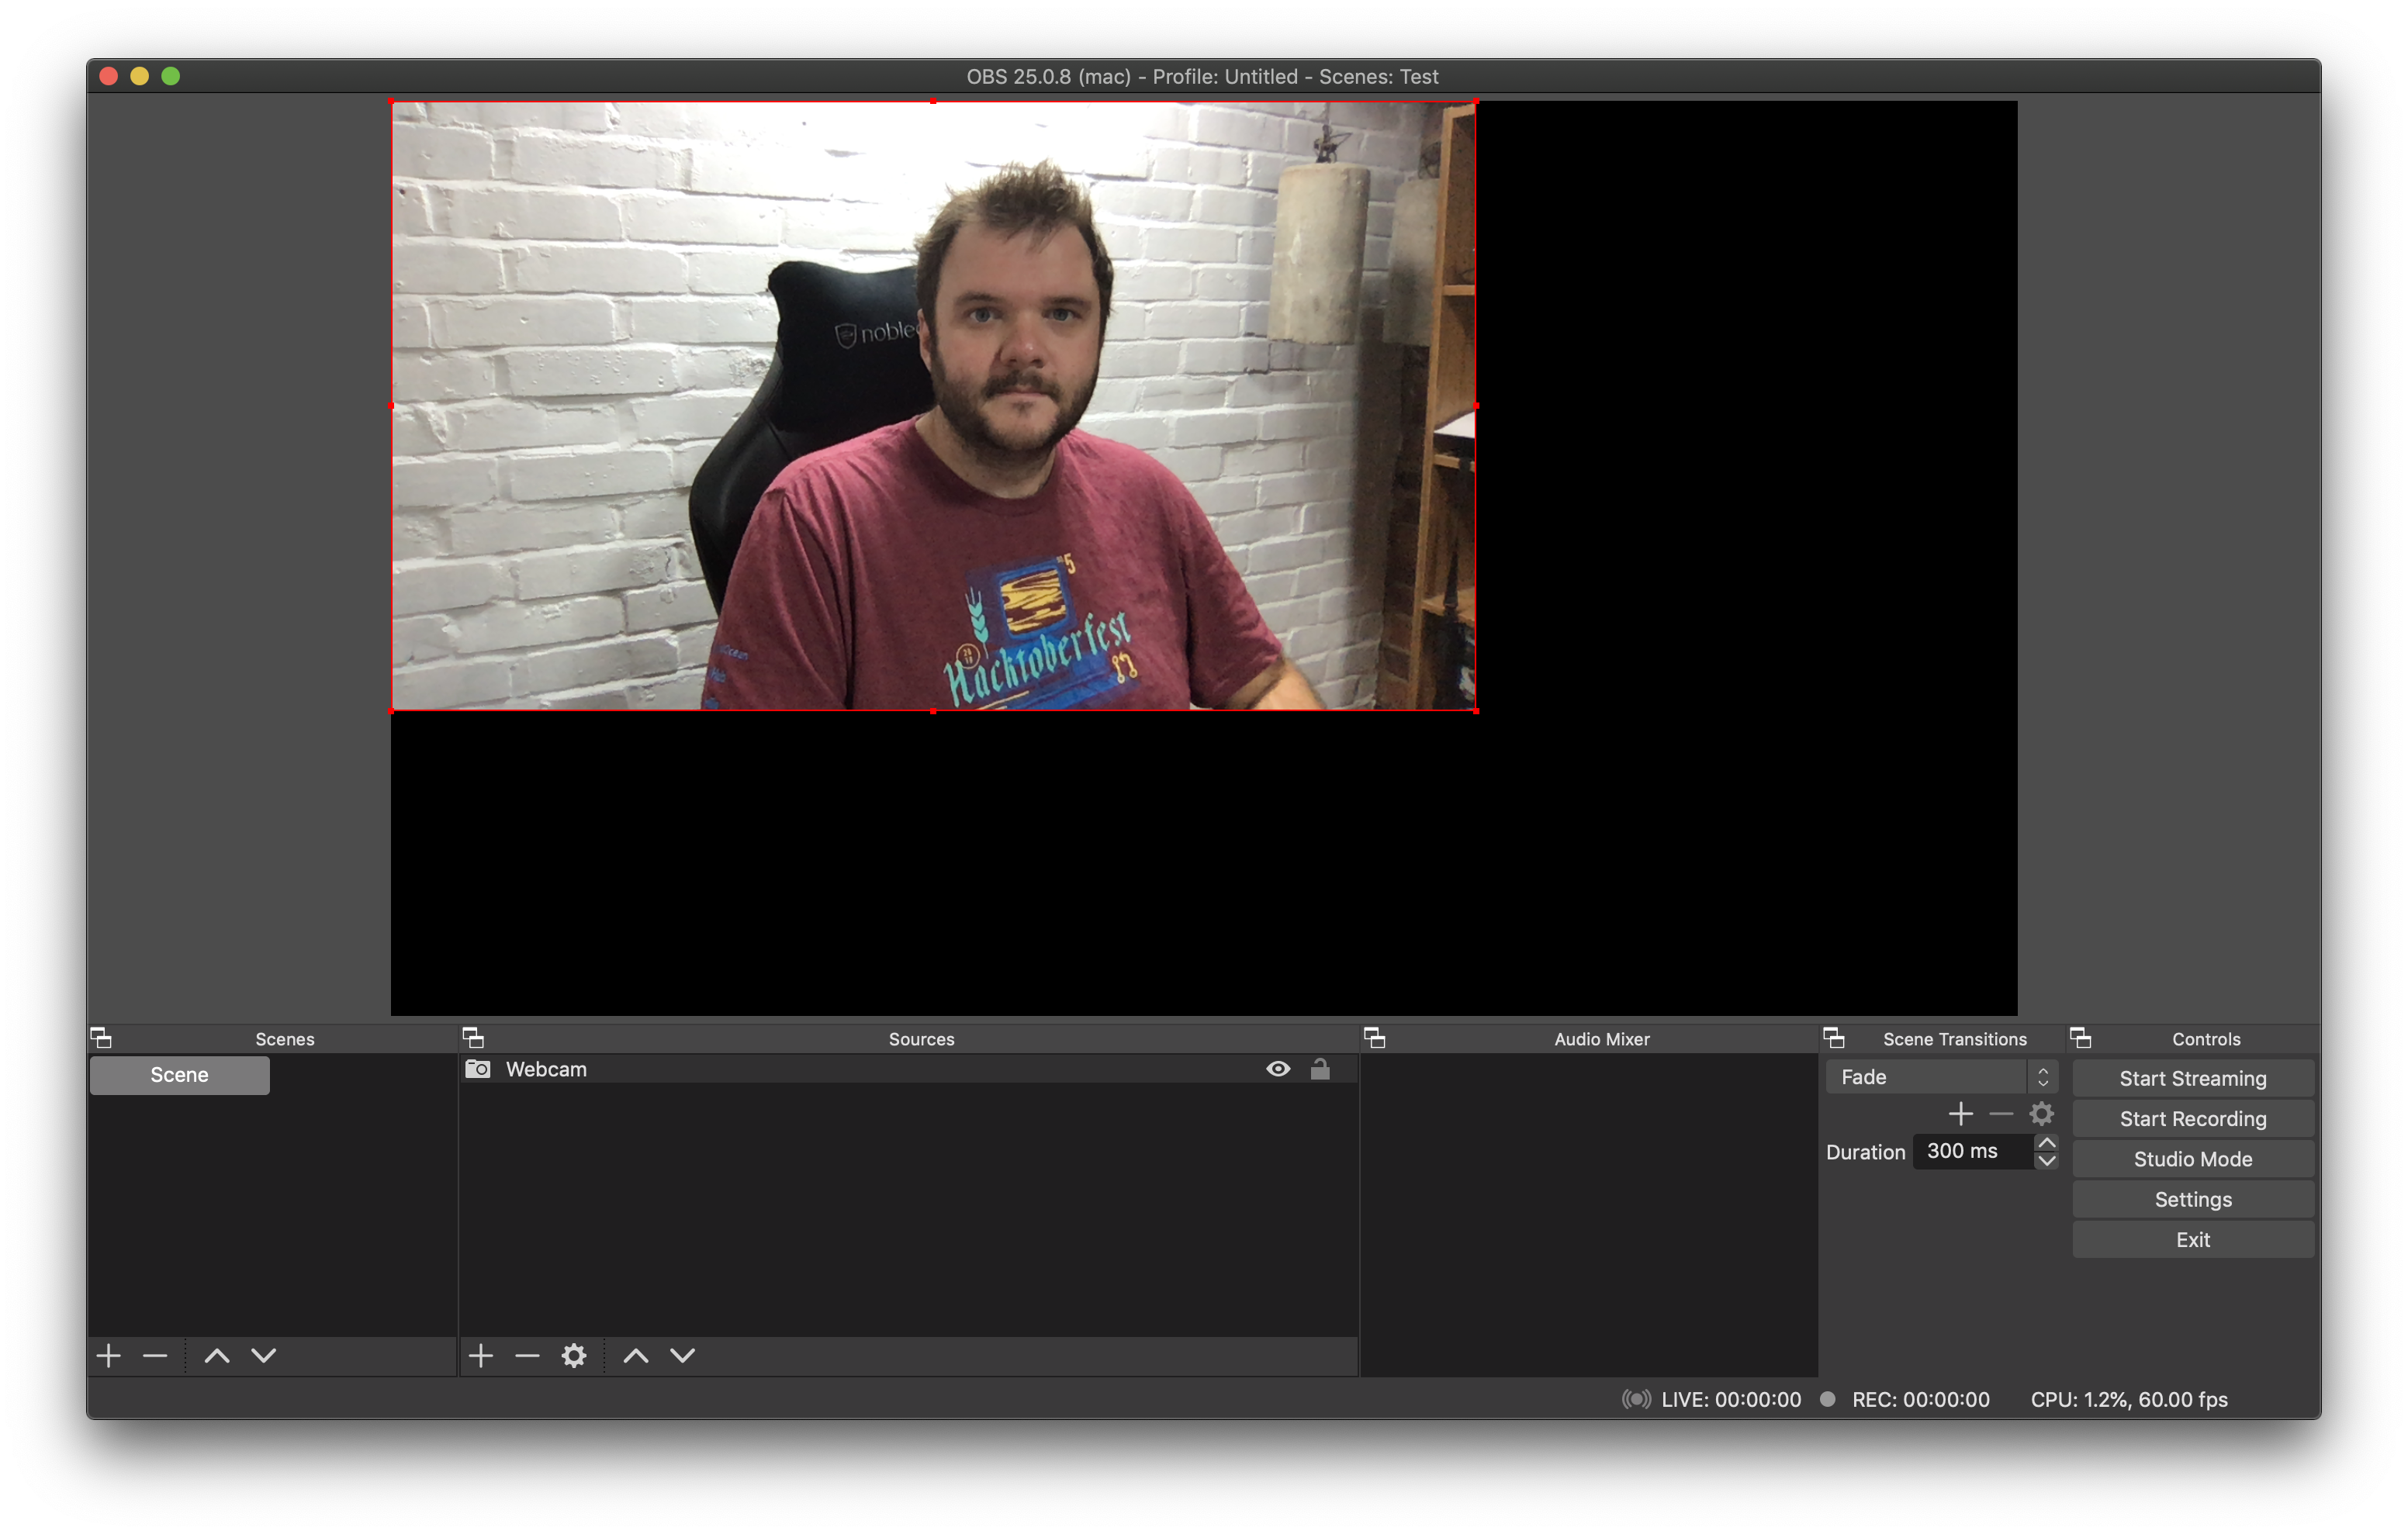 OBS 25.0.8 (mac) - Profile: Untitled - Scenes: Test
5
Hacktoberfest
Scenes
Sources
Audio Mixer
Scene Transitions
Controls
Scene
Webcam
Fade
Duration
300 ms
Start Streaming
Start Recording
Studio Mode
Settings
Exit
LIVE: 00:00:00
REC: 00:00:00
CPU: 1.2%, 60.00 fps